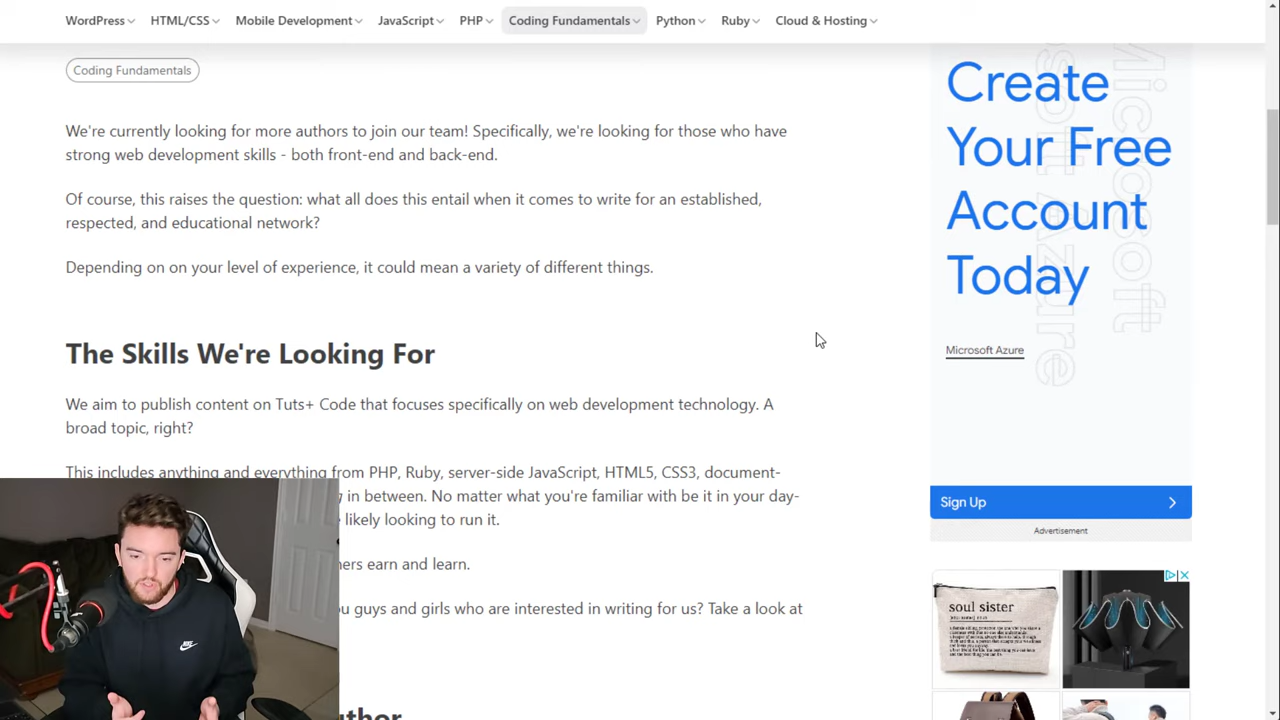 WordPress HTML/CSS Mobile Development JavaScript PHP Coding Fundamentals Python Ruby Cloud & Hosting
Coding Fundamentals
We're currently looking for more authors to join our team! Specifically, we're looking for those who have
strong web development skills - both front-end and back-end.
Of course, this raises the question: what all does this entail when it comes to write for an established,
respected, and educational network?
Depending on on your level of experience, it could mean a variety of different things.
The Skills We're Looking For
We aim to publish content on Tuts+ Code that focuses specifically on web development technology. A
broad topic, right?
This includes anything and everything from PHP, Ruby, server-side JavaScript, HTML5, CSS3, document-
in between. No matter what you're familiar with be it in your day-
likely looking to run it.
earn and learn.
guys and girls who are interested in writing for us? Take a look at
Create
Your Free
Account
Today
Microsoft
Azure
Microsoft Azure
Sign Up
Advertisement
soul sister